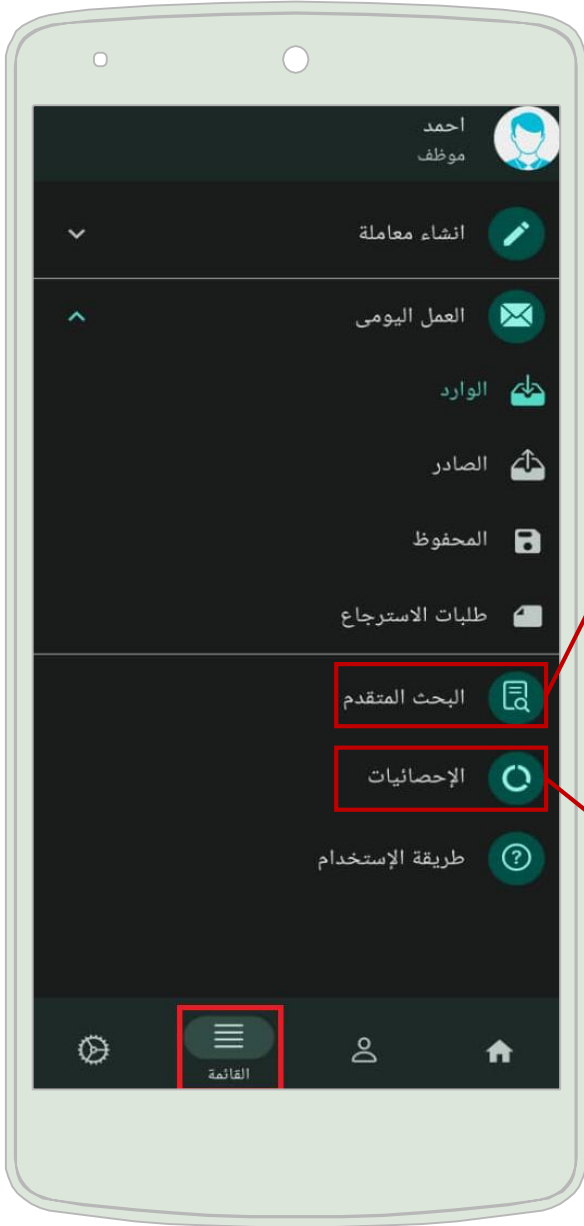 احمد
موظف
انشاء معاملة
العمل اليومى
الوارد
الصادر
المحفوظ
طلبات الاسترجاع
البحث المتقدم
الإحصائيات
طريقة الإستخدام
القائمة